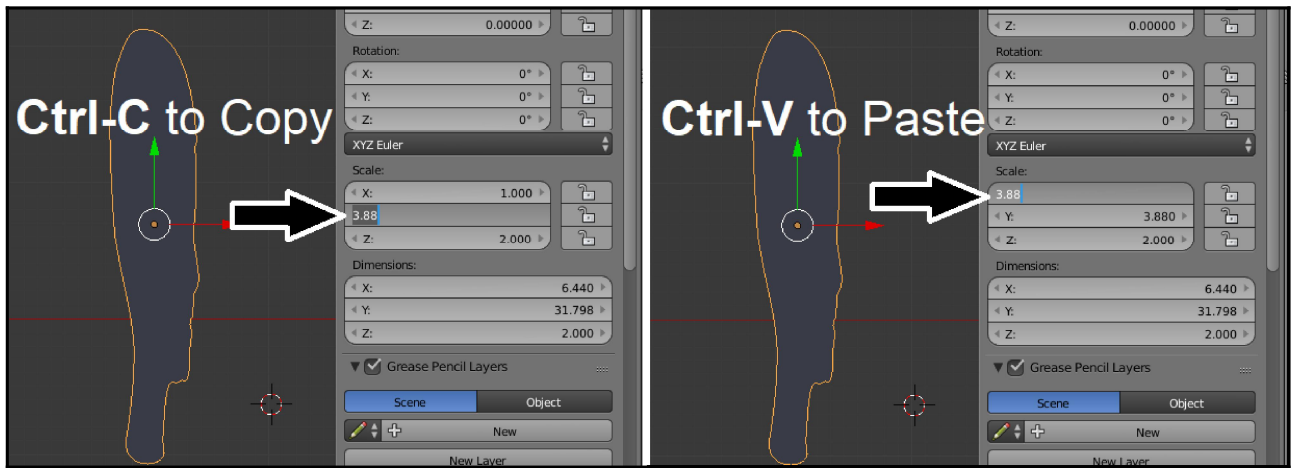 Z: 0.00000
Rotation:
X: 0°
Y: 0°
Ctrl-C to Copy
Z: 0°
XYZ Euler
Scale:
X: 1.000
3.88
Z: 2.000
Dimensions:
X: 6.440
Y: 31.798
Z: 2.000
Grease Pencil Layers
Scene Object
New
New Layer
Z: 0.00000
Rotation:
X: 0°
Y: 0°
Ctrl-V to Paste
Z: 0°
XYZ Euler
Scale:
3.88
Y: 3.880
Z: 2.000
Dimensions:
X: 6.440
Y: 31.798
Z: 2.000
Grease Pencil Layers
Scene Object
New
New Layer